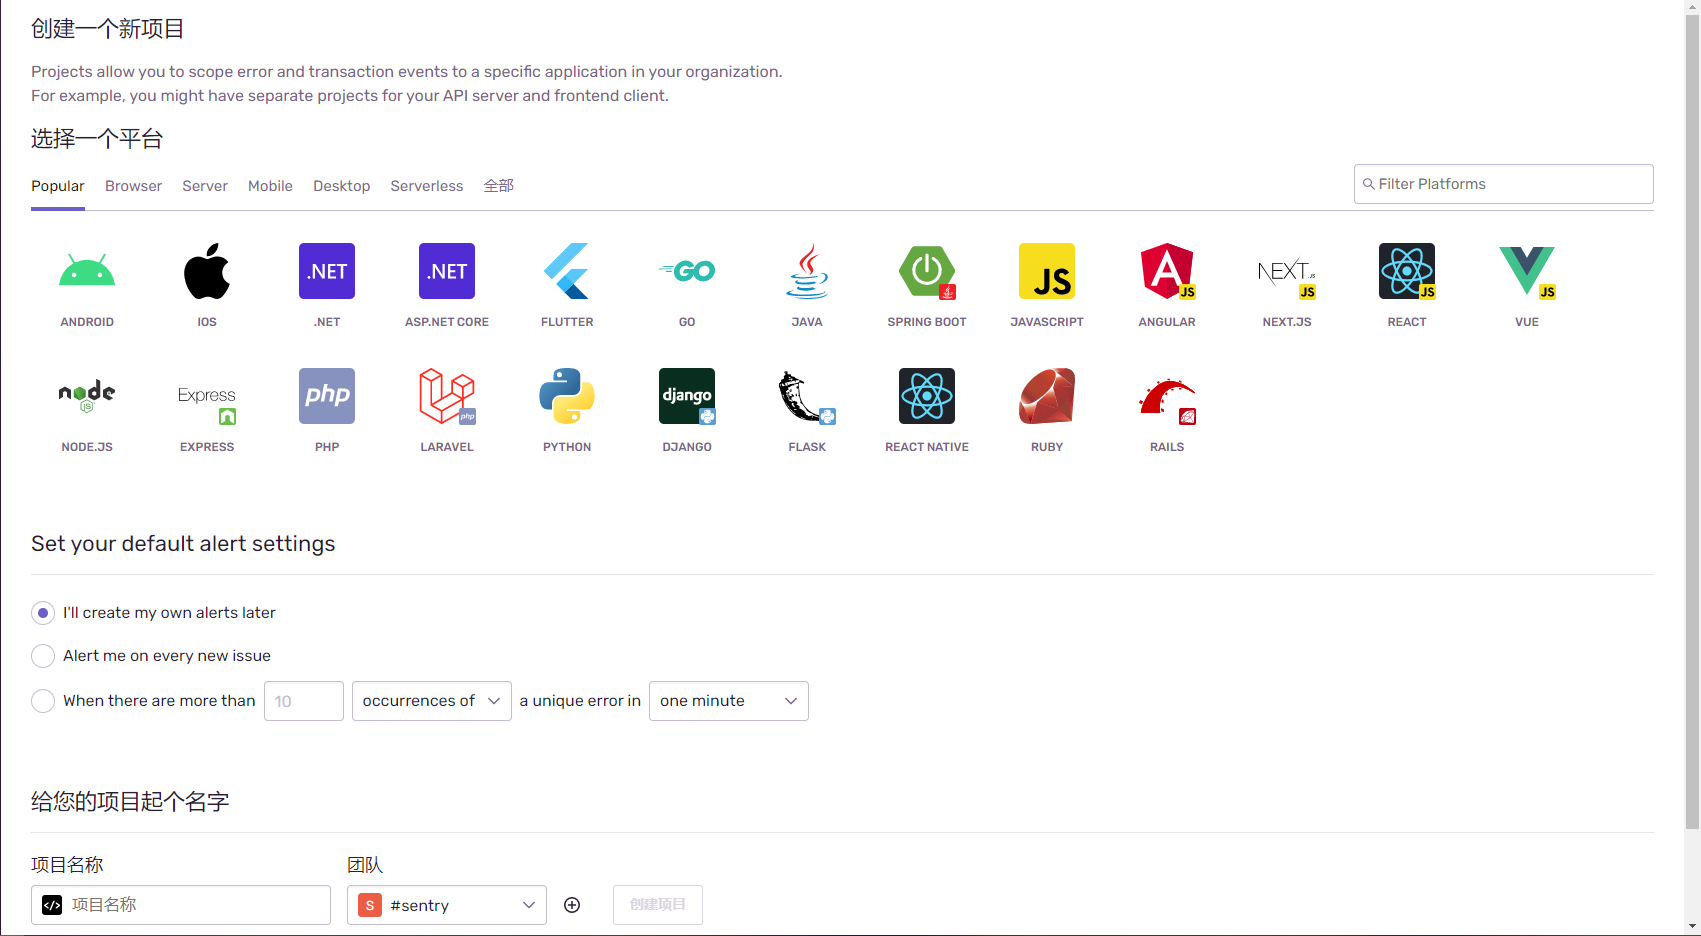 创建一个新项目
Projects allow you to scope error and transaction events to a specific application in your organization.
For example, you might have separate projects for your API server and frontend client.
选择一个平台
Popular Browser Server Mobile Desktop Serverless 全部 Filter Platforms
.NET .NET GO JS JS NEXT.JS JS JS JS
ANDROID IOS .NET ASP.NET CORE FLUTTER GO JAVA SPRING BOOT JAVASCRIPT ANGULAR NEXT.JS REACT VUE
node JS Express php php django
NODE.JS EXPRESS PHP LARAVEL PYTHON DJANGO FLASK REACT NATIVE RUBY RAILS
Set your default alert settings
I'll create my own alerts later
Alert me on every new issue
When there are more than 10 occurrences of a unique error in one minute
给您的项目起个名字
项目名称 团队
</> 项目名称 S #sentry 创建项目